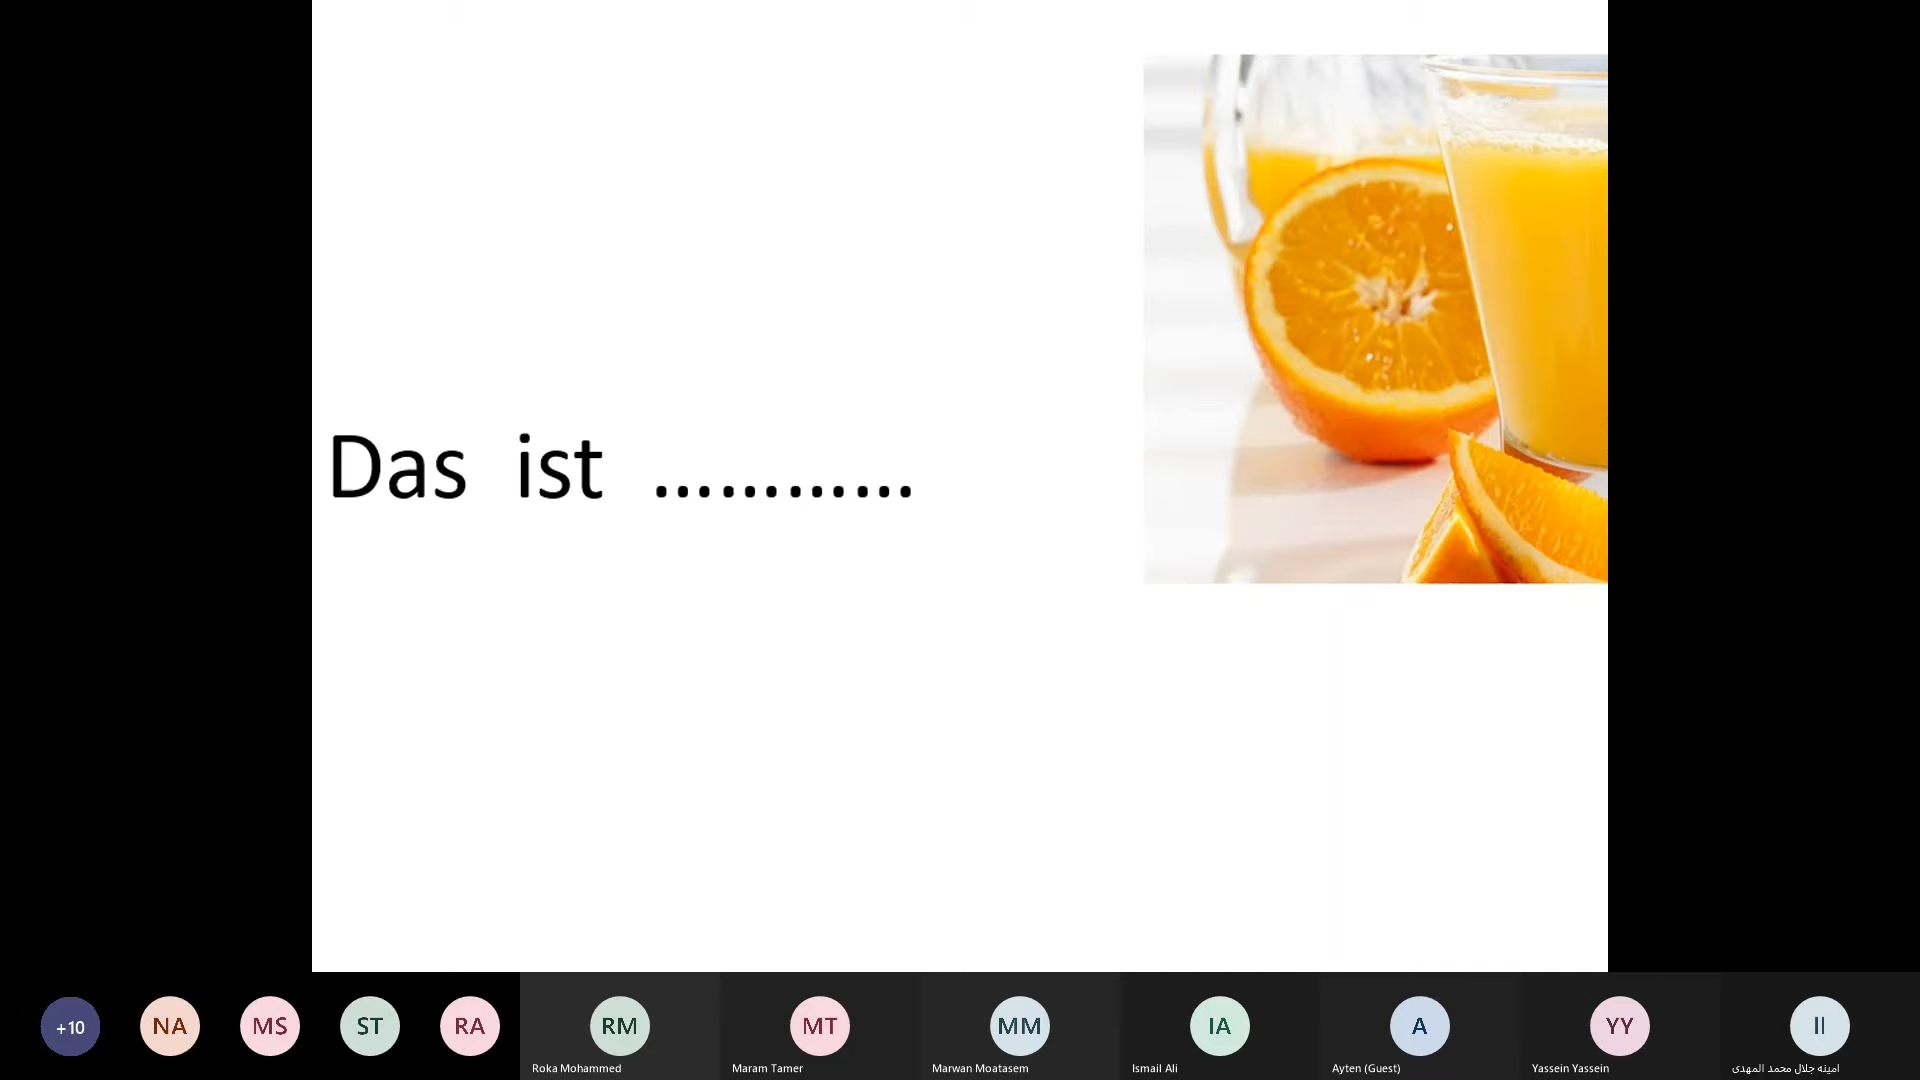 Das ist ............
+10
NA
MS
ST
RA
RM
MT
MM
IA
A
YY
اا
Roka Mohammed
Maram Tamer
Marwan Moatasem
Ismail Ali
Ayten (Guest)
Yassein Yassein
امينه جلال محمد المهدى